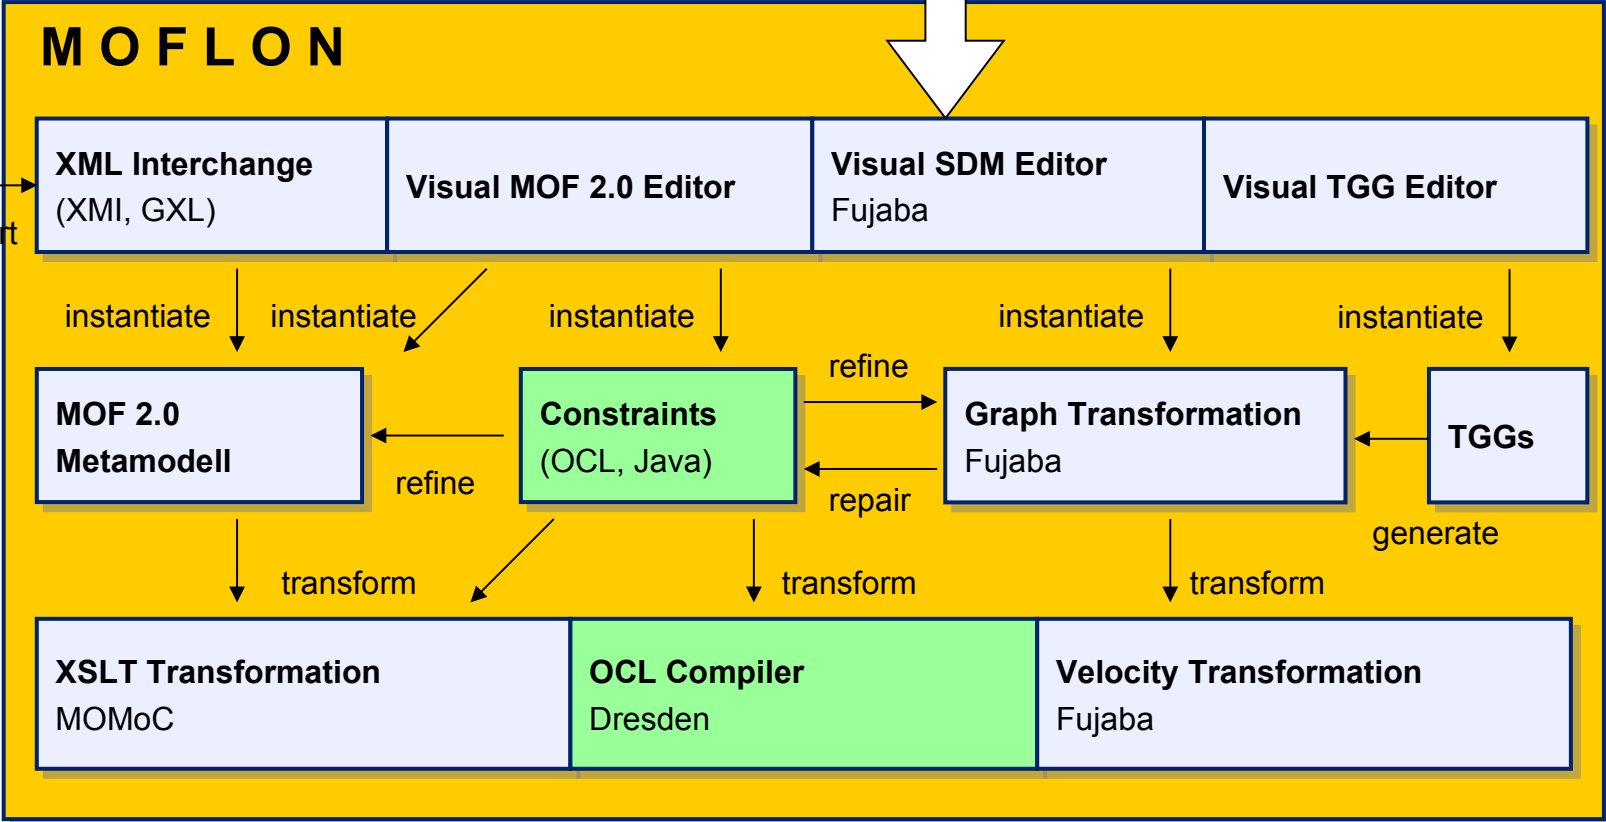 M O F L O N
XML Interchange
(XMI, GXL)
Visual MOF 2.0 Editor
Visual SDM Editor
Fujaba
Visual TGG Editor
rt
instantiate
instantiate
instantiate
instantiate
instantiate
refine
MOF 2.0
Metamodell
Constraints
(OCL, Java)
Graph Transformation
Fujaba
TGGs
refine
repair
generate
transform
transform
transform
XSLT Transformation
MOMoC
OCL Compiler
Dresden
Velocity Transformation
Fujaba